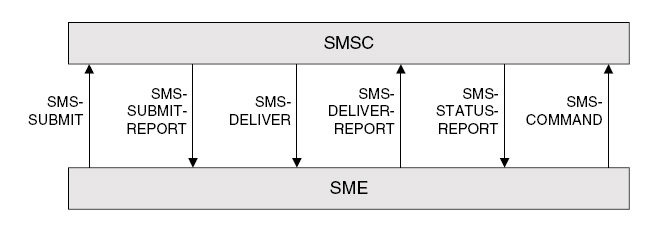 SMSC
SMS-
SUBMIT
SMS-
SUBMIT-
REPORT
SMS-
DELIVER
SMS-
DELIVER-
REPORT
SMS-
STATUS-
REPORT
SMS-
COMMAND
SME